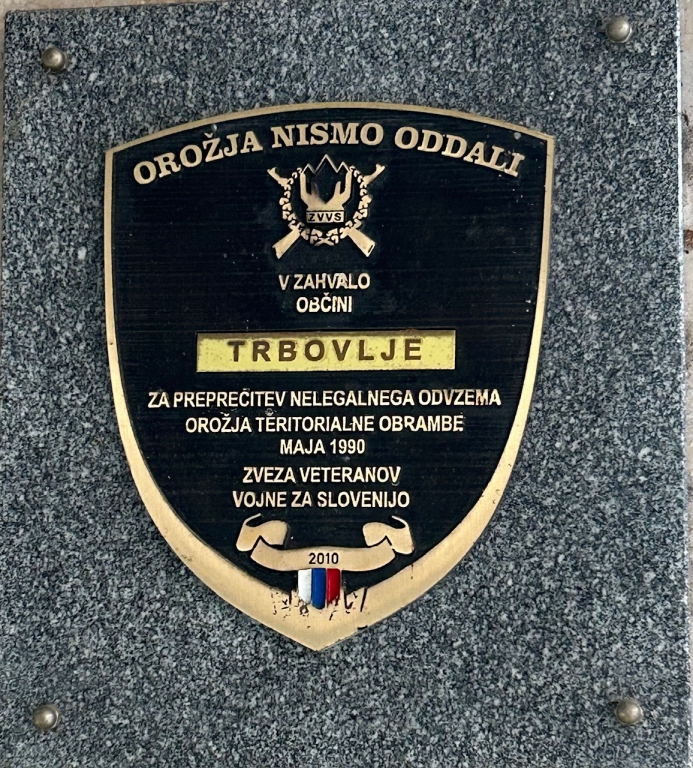 OROŽJA NISMO ODDALI
ZVVS
V ZAHVALO
OBČINI
TRBOVLJE
ZA PREPREČITEV NELEGALNEGA ODVZEMA
OROŽJA TERITORIALNE OBRAMBE
MAJA 1990
ZVEZA VETERANOV
VOJNE ZA SLOVENIJO
2010